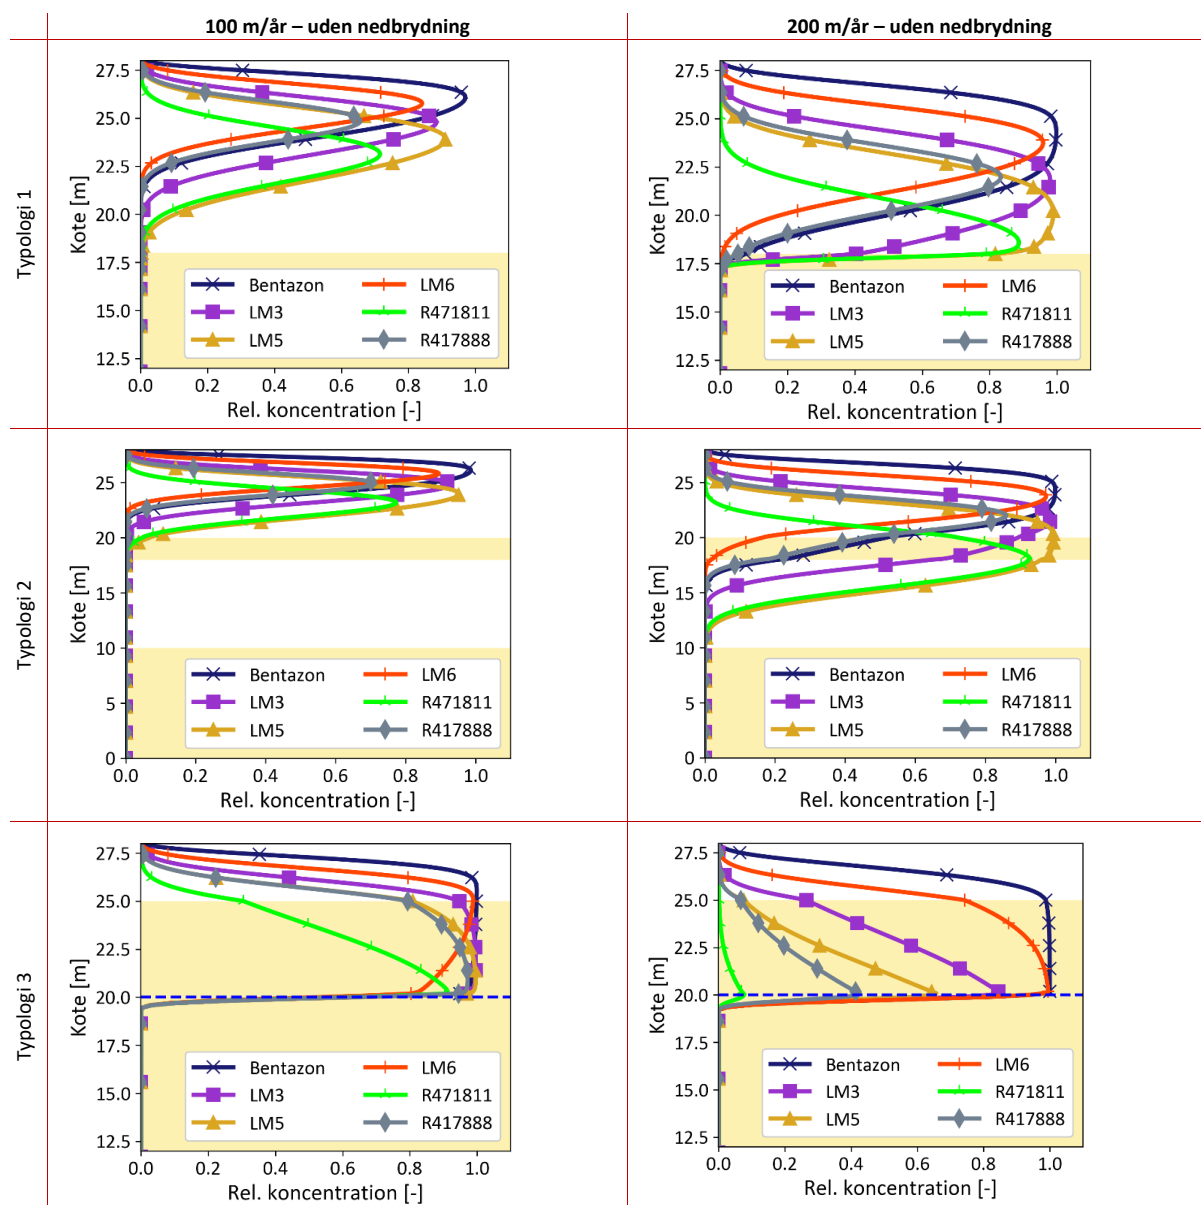 100 m/år – uden nedbrydning
200 m/år – uden nedbrydning
Typologi 1
Kote [m]
27.5
25.0
22.5
20.0
17.5
15.0
12.5
Bentazon
LM3
LM5
LM6
R471811
R417888
0.0 0.2 0.4 0.6 0.8 1.0
Rel. koncentration [-]
Kote [m]
27.5
25.0
22.5
20.0
17.5
15.0
12.5
Bentazon
LM3
LM5
LM6
R471811
R417888
0.0 0.2 0.4 0.6 0.8 1.0
Rel. koncentration [-]
Typologi 2
Kote [m]
25
20
15
10
5
0
Bentazon
LM3
LM5
LM6
R471811
R417888
0.0 0.2 0.4 0.6 0.8 1.0
Rel. koncentration [-]
Kote [m]
25
20
15
10
5
0
Bentazon
LM3
LM5
LM6
R471811
R417888
0.0 0.2 0.4 0.6 0.8 1.0
Rel. koncentration [-]
Typologi 3
Kote [m]
27.5
25.0
22.5
20.0
17.5
15.0
12.5
Bentazon
LM3
LM5
LM6
R471811
R417888
0.0 0.2 0.4 0.6 0.8 1.0
Rel. koncentration [-]
Kote [m]
27.5
25.0
22.5
20.0
17.5
15.0
12.5
Bentazon
LM3
LM5
LM6
R471811
R417888
0.0 0.2 0.4 0.6 0.8 1.0
Rel. koncentration [-]